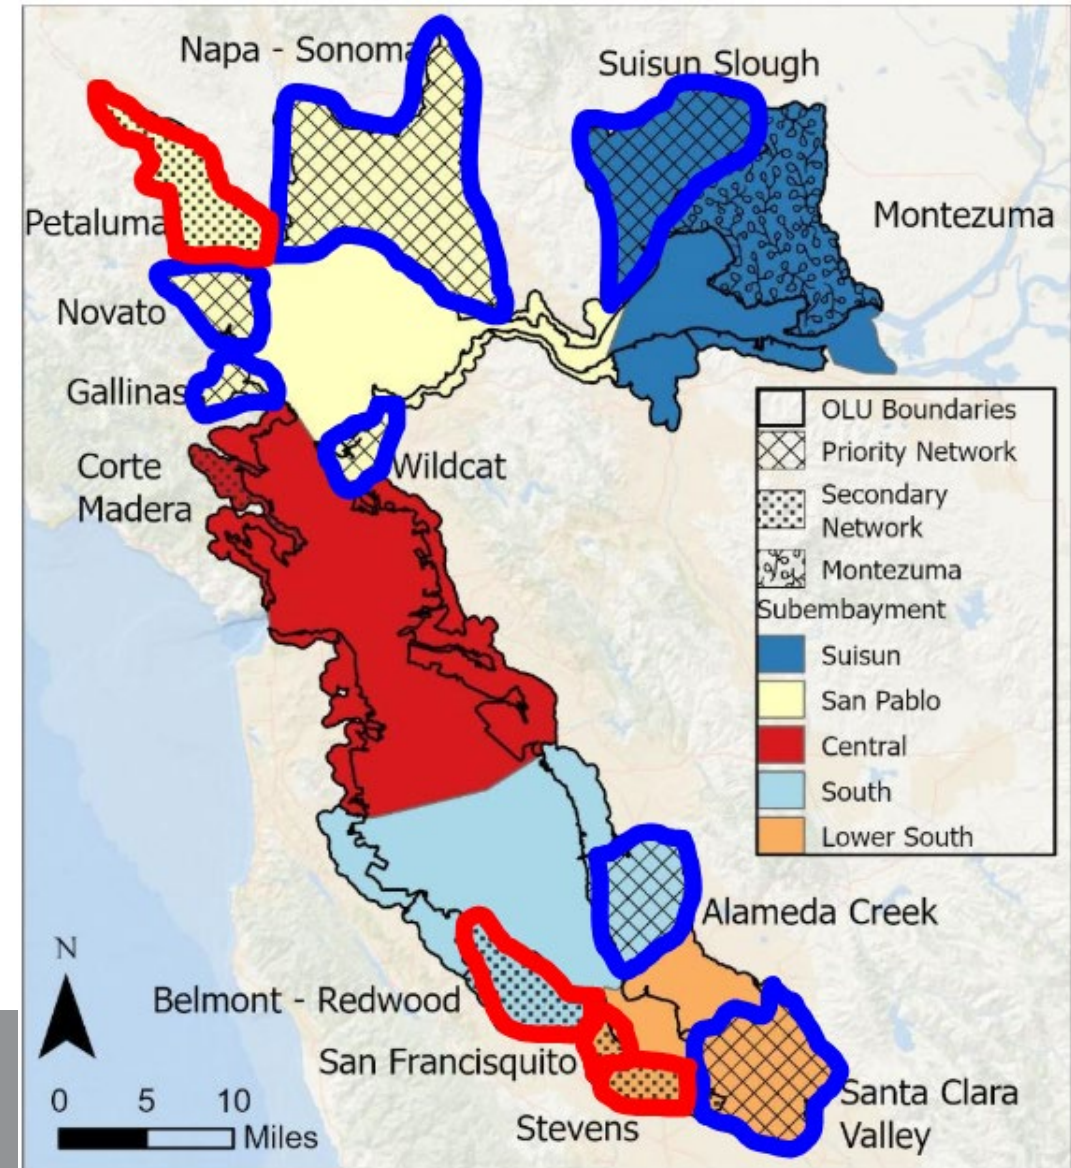 Napa - Sonoma
Suisun Slough
Petaluma
Montezuma
Novato
Gallinas
Corte
Madera
Wildcat
OLU Boundaries
Priority Network
Secondary
Network
Montezuma
Subembayment
Suisun
San Pablo
Central
South
Lower South
Alameda Creek
N
Belmont - Redwood
San Francisquito
Stevens
Santa Clara
Valley
0 5 10
Miles